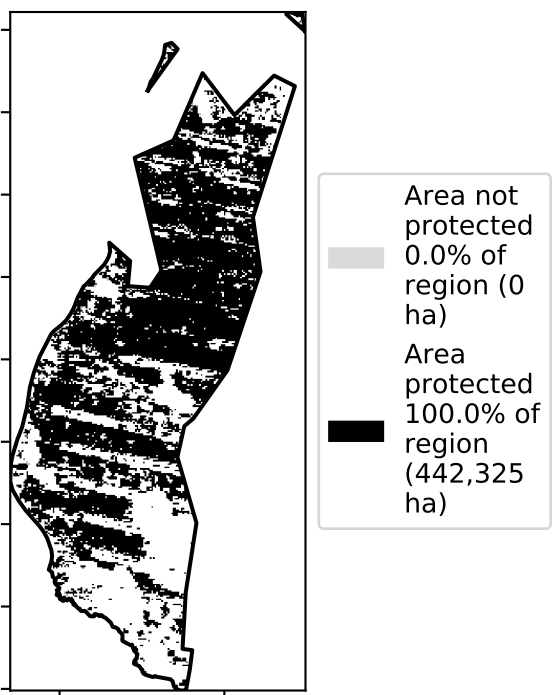 Area not
protected
0.0% of
region (0
ha)
Area
protected
100.0% of
region
(442,325
ha)